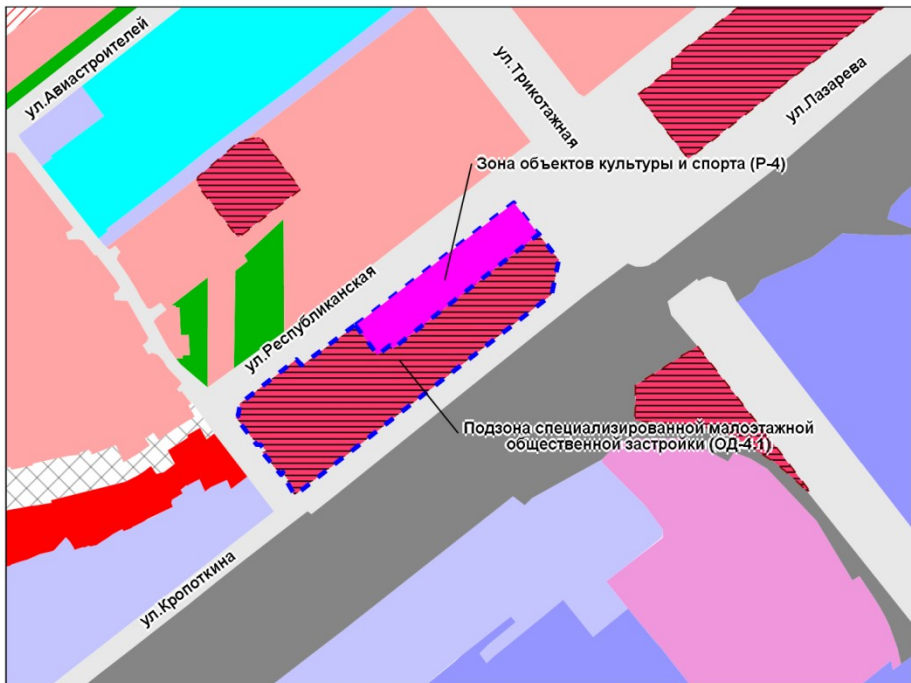 ул.Авиастроителей
ул.Трикотажная
ул.Лазарева
Зона объектов культуры и спорта (Р-4)
ул.Республиканская
Подзона специализированной малоэтажной
общественной застройки (ОД-4.1)
ул.Кропоткина